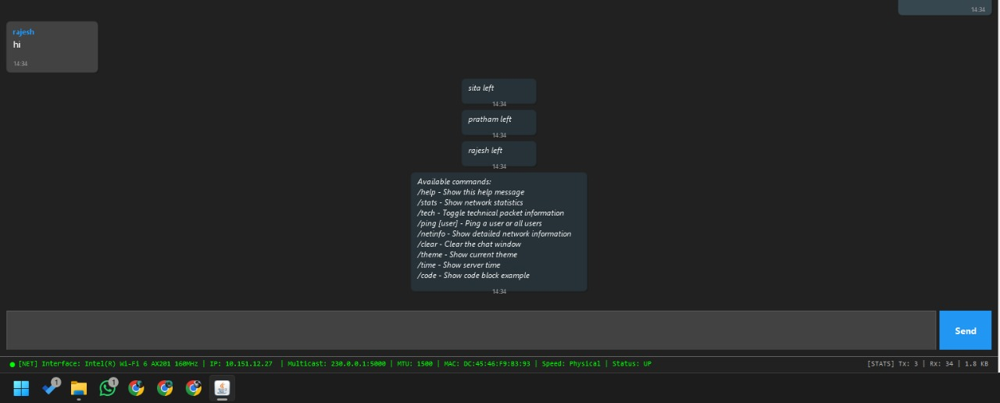 14:34
rajesh
hi
14:34
sita left
14:34
pratham left
14:34
rajesh left
14:34
Available commands:
/help - Show this help message
/stats - Show network statistics
/tech - Toggle technical packet information
/ping [user] - Ping a user or all users
/netinfo - Show detailed network information
/clear - Clear the chat window
/theme - Show current theme
/time - Show server time
/code - Show code block example
14:34
Send
[NET] Interface: Intel(R) Wi-Fi 6 AX201 160MHz | IP: 10.151.12.27 | Multicast: 230.0.0.1:5000 | MTU: 1500 | MAC: DC:45:46:F9:B3:93 | Speed: Physical | Status: UP
[STATS] Tx: 3 | Rx: 34 | 1.8 KB
1
1